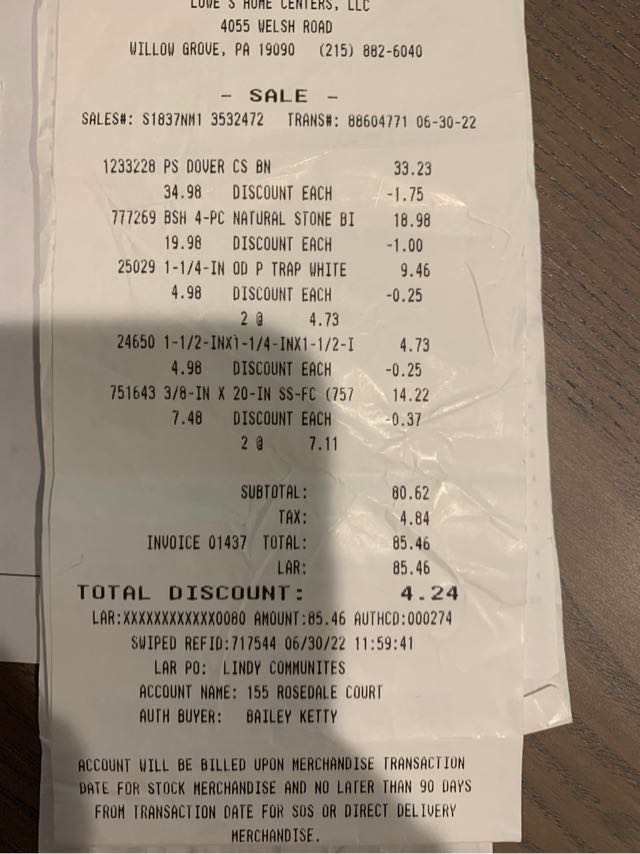 LOWE'S HOME CENTERS, LLC
4055 WELSH ROAD
WILLOW GROVE, PA 19090 (215) 882-6040
- SALE -
SALES#: S1837NM1 3532472 TRANS#: 88604771 06-30-22
1233228 PS DOVER CS BN 33.23
34.98 DISCOUNT EACH -1.75
777269 BSH 4-PC NATURAL STONE BI 18.98
19.98 DISCOUNT EACH -1.00
25029 1-1/4-IN OD P TRAP WHITE 9.46
4.98 DISCOUNT EACH -0.25
2 @ 4.73
24650 1-1/2-INX1-1/4-INX1-1/2-I 4.73
4.98 DISCOUNT EACH -0.25
751643 3/8-IN X 20-IN SS-FC (757 14.22
7.48 DISCOUNT EACH -0.37
2 @ 7.11
SUBTOTAL: 80.62
TAX: 4.84
INVOICE 01437 TOTAL: 85.46
LAR: 85.46
TOTAL DISCOUNT: 4.24
LAR:XXXXXXXXXXXX0080 AMOUNT:85.46 AUTHCD:000274
SWIPED REFID:717544 06/30/22 11:59:41
LAR PO: LINDY COMMUNITES
ACCOUNT NAME: 155 ROSEDALE COURT
AUTH BUYER: BAILEY KETTY
ACCOUNT WILL BE BILLED UPON MERCHANDISE TRANSACTION
DATE FOR STOCK MERCHANDISE AND NO LATER THAN 90 DAYS
FROM TRANSACTION DATE FOR SOS OR DIRECT DELIVERY
MERCHANDISE.